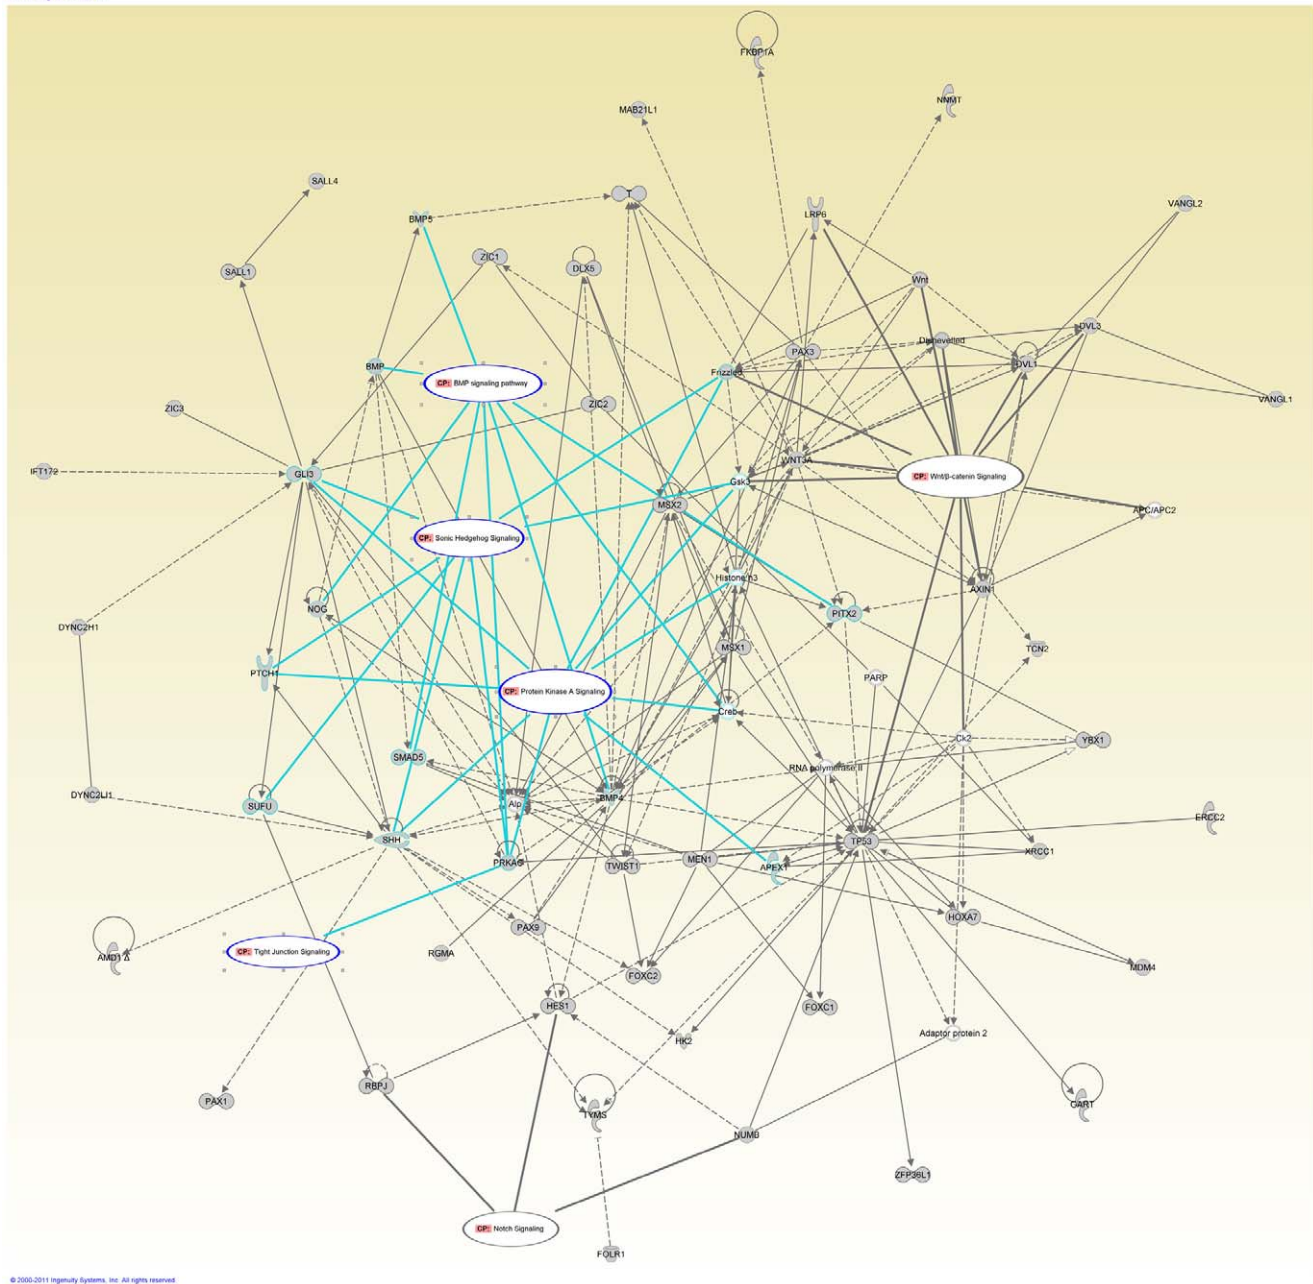 FKBP1A
NNMT
MAB21L1
SALL4
T
VANGL2
BMP5
LRP6
ZIC1
DLX5
SALL1
Wnt
DVL3
Dishevelled
PAX3
DVL1
BMP
Frizzled
CP: BMP signaling pathway
VANGL1
ZIC3
ZIC2
WNT3A
IFT172
GLI3
Gsk3
CP: Wnt/β-catenin Signaling
MSX2
APC/APC2
CP: Sonic Hedgehog Signaling
Histone h3
AXIN1
NOG
PITX2
DYNC2H1
MSX1
TCN2
PTCH1
PARP
CP: Protein Kinase A Signaling
Creb
Ck2
YBX1
SMAD5
RNA polymerase II
DYNC2LI1
BMP4
Alp
SUFU
ERCC2
SHH
TP53
XRCC1
PRKAC
TWIST1
MEN1
APEX1
HOXA7
PAX9
CP: Tight Junction Signaling
RGMA
AMD1
MDM4
FOXC2
HES1
FOXC1
Adaptor protein 2
HK2
RBPJ
PAX1
TYMS
GART
NUMB
ZFP36L1
CP: Notch Signaling
FOLR1
© 2000-2011 Ingenuity Systems, Inc. All rights reserved.